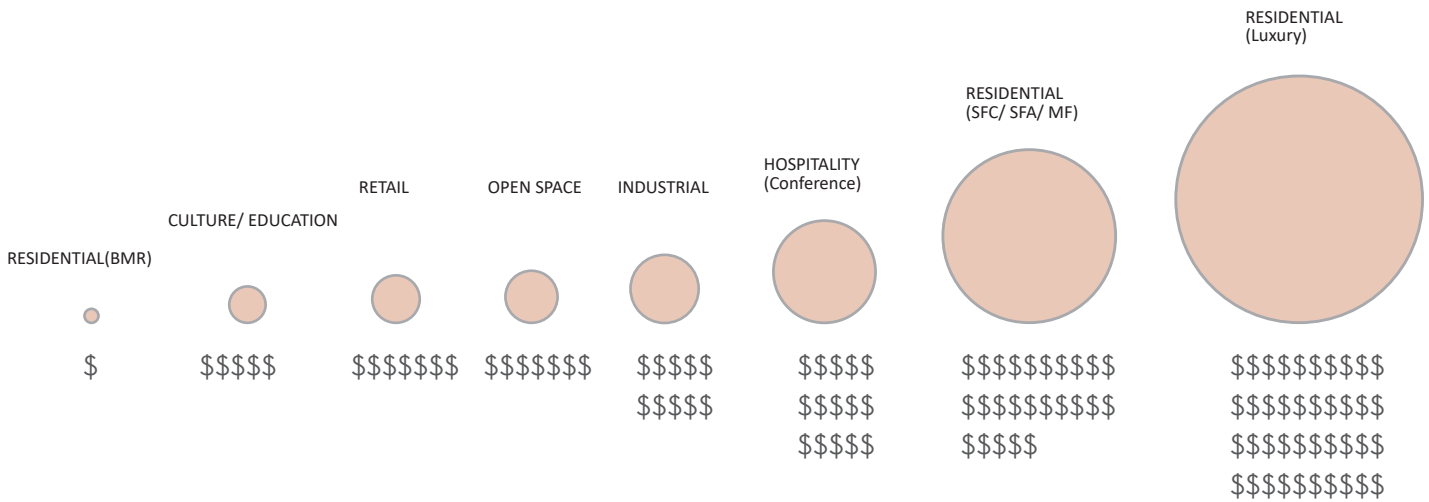 RESIDENTIAL
(Luxury)
RESIDENTIAL
(SFC/ SFA/ MF)
HOSPITALITY
(Conference)
RETAIL
OPEN SPACE
INDUSTRIAL
CULTURE/ EDUCATION
RESIDENTIAL(BMR)
$
$$$$$
$$$$$$$
$$$$$$$
$$$$$
$$$$$
$$$$$
$$$$$
$$$$$
$$$$$$$$$$
$$$$$$$$$$
$$$$$
$$$$$$$$$$
$$$$$$$$$$
$$$$$$$$$$
$$$$$$$$$$